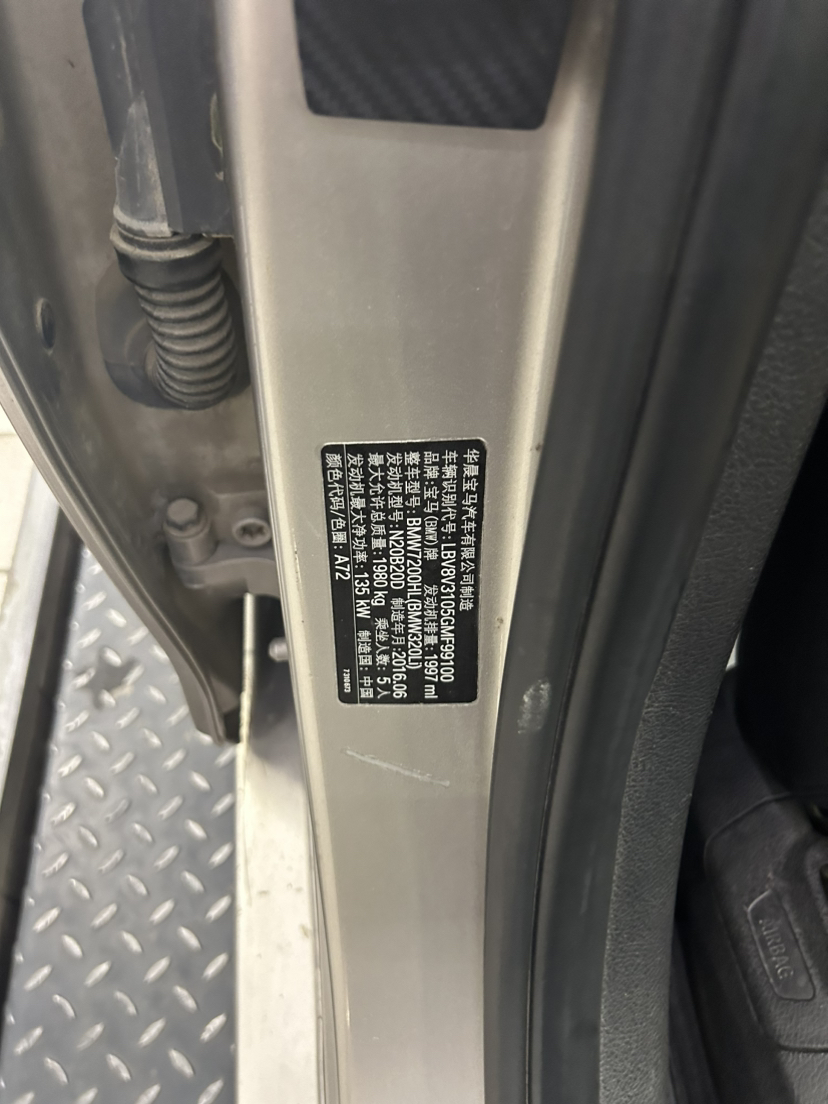 华晨宝马汽车有限公司制造
车辆识别代号:LBV8V3105GMF99100
品牌:宝马(BMW)牌 发动机排量:1997 ml
整车型号:BMW7200HL(BMW320Li)
发动机型号:N20B20D 制造年月:2016.06
最大允许总质量:1980 kg 乘坐人数:5人
发动机最大净功率:135 kW 制造国:中国
颜色代码/色圈:A72
AIRBAG